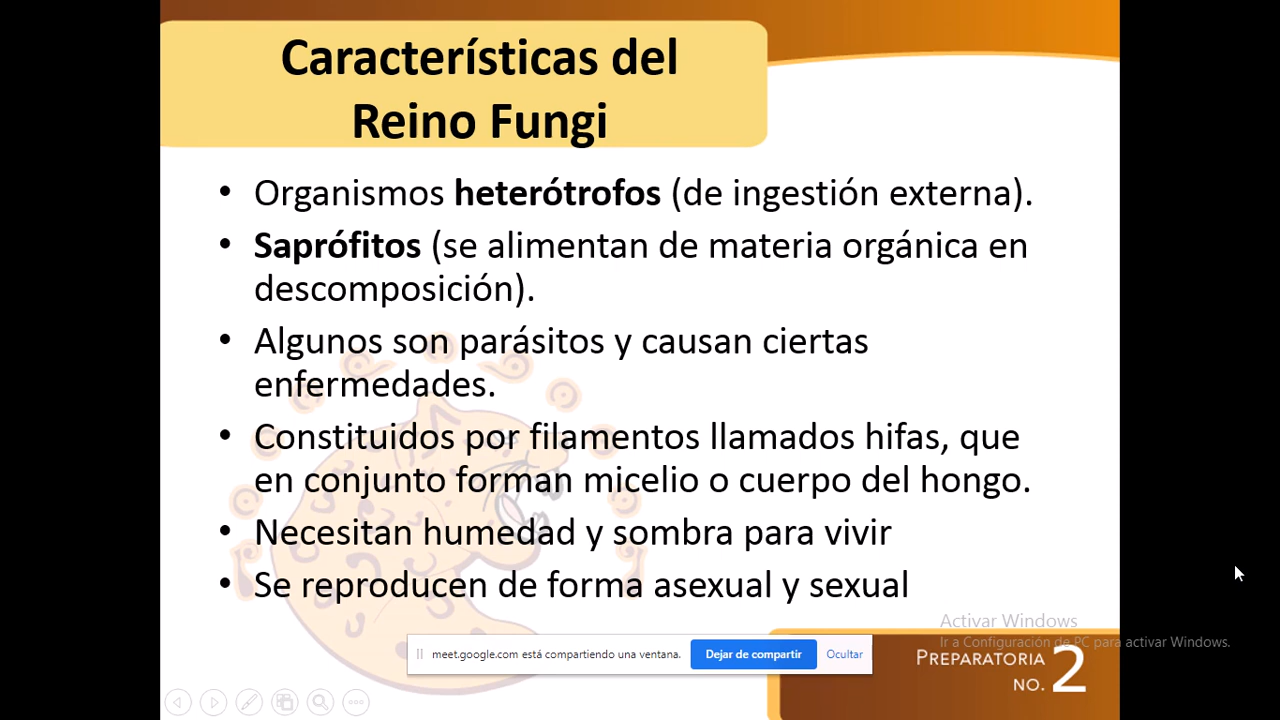 Características del
Reino Fungi
• Organismos heterótrofos (de ingestión externa).
• Saprófitos (se alimentan de materia orgánica en
descomposición).
• Algunos son parásitos y causan ciertas
enfermedades.
• Constituidos por filamentos llamados hifas, que
en conjunto forman micelio o cuerpo del hongo.
• Necesitan humedad y sombra para vivir
• Se reproducen de forma asexual y sexual
Activar Windows
Ir a Configuración de PC para activar Windows.
meet.google.com está compartiendo una ventana.
Dejar de compartir
Ocultar
PREPARATORIA
NO. 2